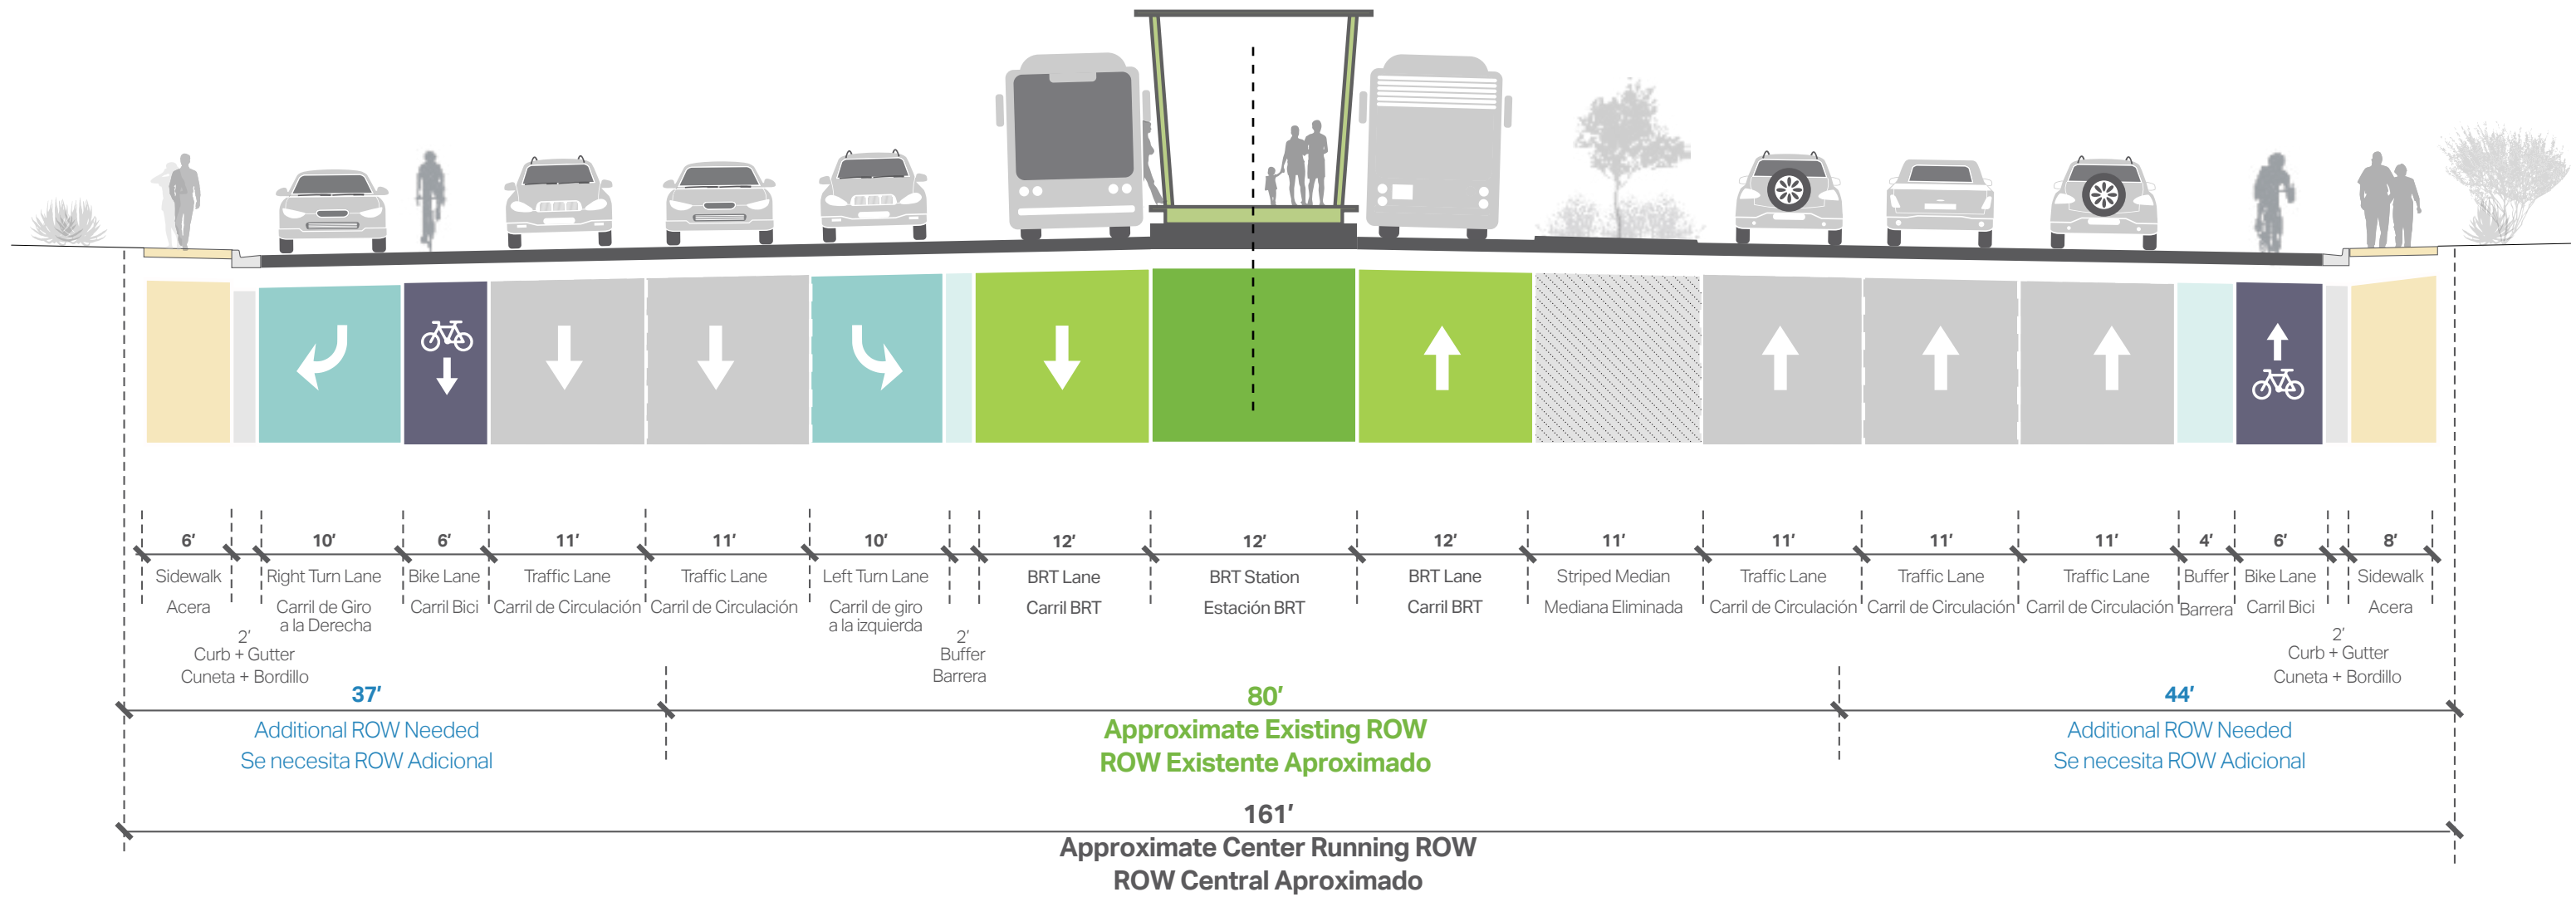 6′ 10′ 6′ 11′ 11′ 10′ 12′ 12′ 12′ 11′ 11′ 11′ 11′ 4′ 6′ 8′
Sidewalk Right Turn Lane Bike Lane Traffic Lane Traffic Lane Left Turn Lane BRT Lane BRT Station BRT Lane Striped Median Traffic Lane Traffic Lane Traffic Lane Buffer Bike Lane Sidewalk
Acera Carril de Giro Carril Bici Carril de Circulación Carril de Circulación Carril de giro Carril BRT Estación BRT Carril BRT Mediana Eliminada Carril de Circulación Carril de Circulación Carril de Circulación Barrera Carril Bici Acera
a la Derecha a la izquierda
2′ 2′ 2′
Curb + Gutter Buffer Curb + Gutter
Cuneta + Bordillo Barrera Cuneta + Bordillo
37′ 80′ 44′
Additional ROW Needed Approximate Existing ROW Additional ROW Needed
Se necesita ROW Adicional ROW Existente Aproximado Se necesita ROW Adicional
161′
Approximate Center Running ROW
ROW Central Aproximado